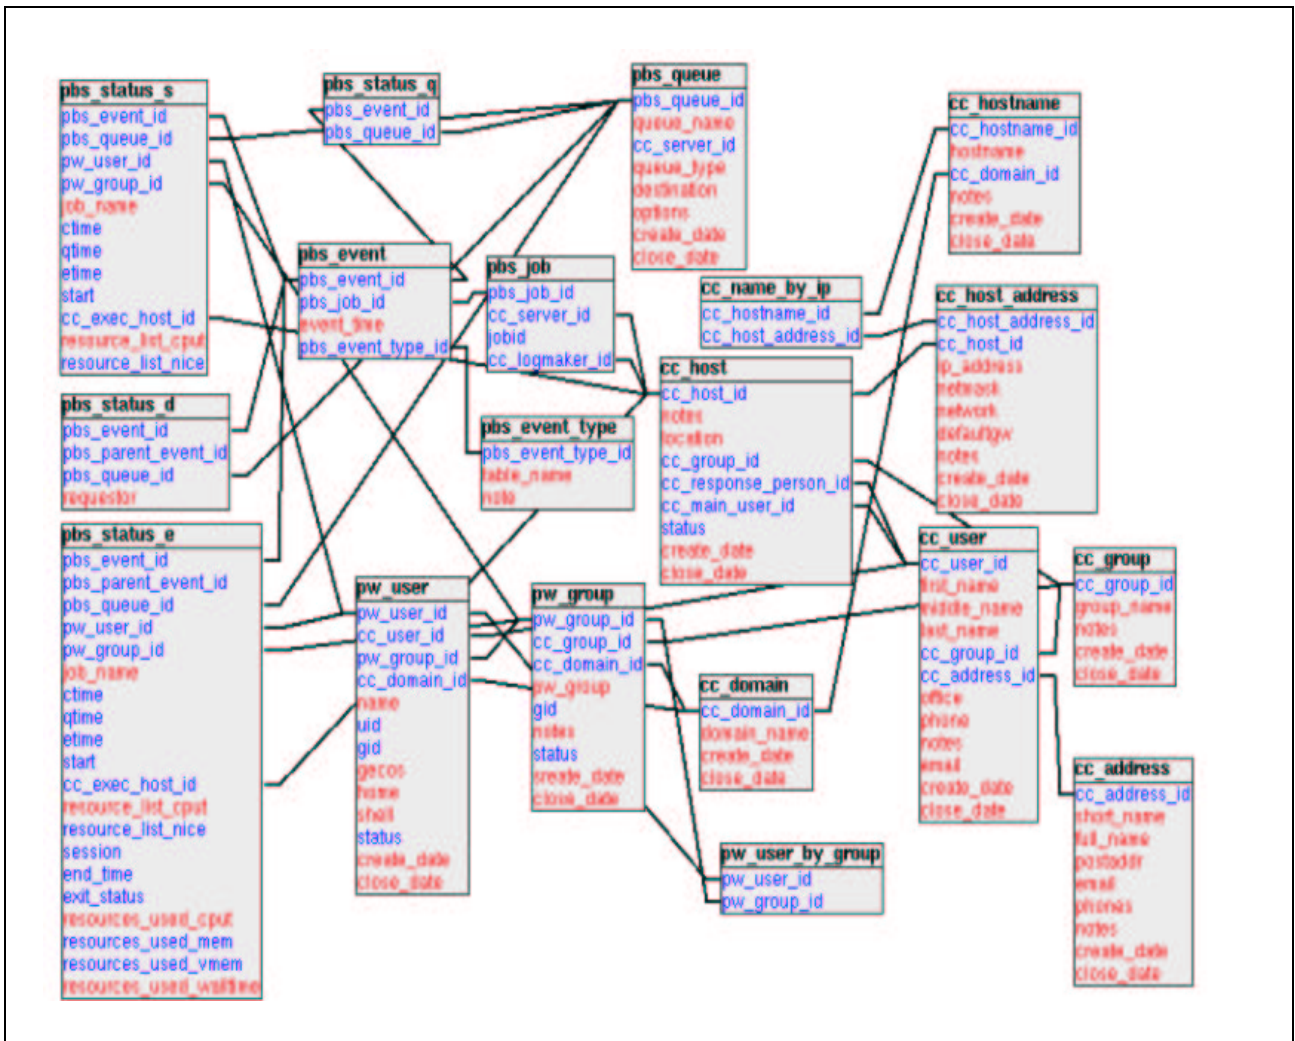 pbs_status_s
pbs_event_id
pbs_queue_id
pw_user_id
pw_group_id
job_name
ctime
qtime
etime
start
cc_exec_host_id
resource_list_cput
resource_list_nice
pbs_status_q
pbs_event_id
pbs_queue_id
pbs_queue
pbs_queue_id
queue_name
cc_server_id
queue_type
destination
options
create_date
close_date
cc_hostname
cc_hostname_id
hostname
cc_domain_id
notes
create_date
close_date
pbs_event
pbs_event_id
pbs_job_id
event_time
pbs_event_type_id
pbs_job
pbs_job_id
cc_server_id
jobid
cc_logmaker_id
cc_name_by_ip
cc_hostname_id
cc_host_address_id
cc_host_address
cc_host_address_id
cc_host_id
ip_address
netmask
network
defaultgw
notes
create_date
close_date
cc_host
cc_host_id
notes
location
cc_group_id
cc_response_person_id
cc_main_user_id
status
create_date
close_date
pbs_status_d
pbs_event_id
pbs_parent_event_id
pbs_queue_id
requestor
pbs_event_type
pbs_event_type_id
table_name
note
pbs_status_e
pbs_event_id
pbs_parent_event_id
pbs_queue_id
pw_user_id
pw_group_id
job_name
ctime
qtime
etime
start
cc_exec_host_id
resource_list_cput
resource_list_nice
session
end_time
exit_status
resources_used_cput
resources_used_mem
resources_used_vmem
resources_used_walltime
pw_user
pw_user_id
cc_user_id
pw_group_id
cc_domain_id
name
uid
gid
gecos
home
shell
status
create_date
close_date
pw_group
pw_group_id
cc_group_id
cc_domain_id
pw_group
gid
notes
status
sreate_date
close_date
cc_user
cc_user_id
first_name
middle_name
last_name
cc_group_id
cc_address_id
office
phone
notes
email
create_date
close_date
cc_group
cc_group_id
group_name
notes
create_date
close_date
cc_domain
cc_domain_id
domain_name
create_date
close_date
cc_address
cc_address_id
short_name
full_name
postaddr
email
phones
notes
create_date
close_date
pw_user_by_group
pw_user_id
pw_group_id